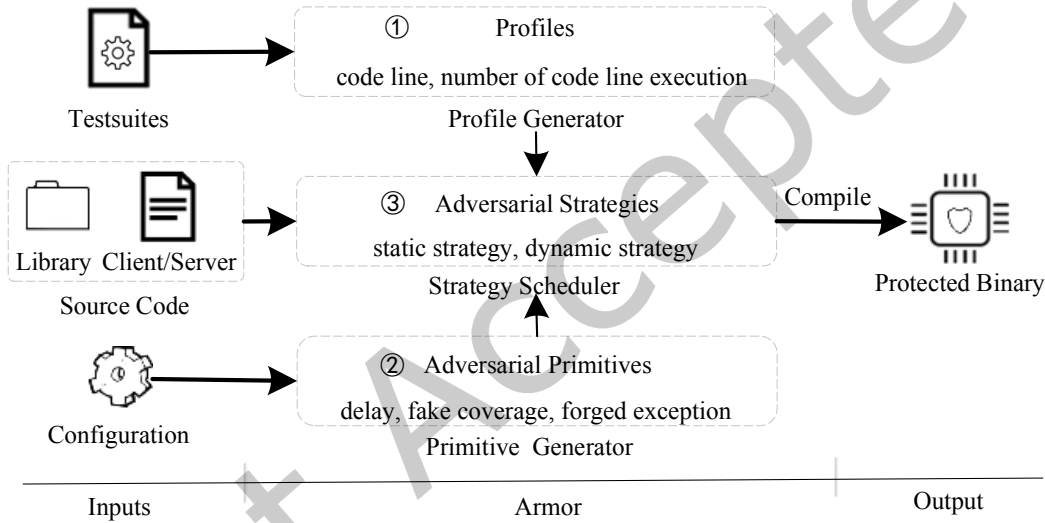 ① Profiles
code line, number of code line execution
Testsuites
Profile Generator
③ Adversarial Strategies
static strategy, dynamic strategy
Compile
Library Client/Server
Source Code
Strategy Scheduler
Protected Binary
② Adversarial Primitives
delay, fake coverage, forged exception
Configuration
Primitive Generator
Inputs
Armor
Output
t Accepte